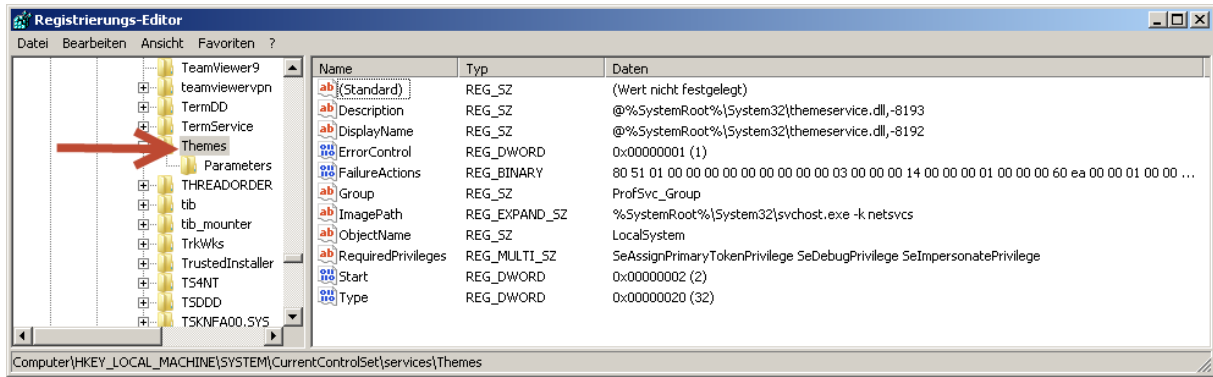 Registrierungs-Editor
Datei Bearbeiten Ansicht Favoriten ?
TeamViewer9
teamviewervpn
TermDD
TermService
Themes
Parameters
THREADORDER
tib
tib_mounter
TrkWks
TrustedInstaller
TS4NT
TSDDD
TSKNFA00.SYS
Name Typ Daten
(Standard) REG_SZ (Wert nicht festgelegt)
Description REG_SZ @%SystemRoot%\System32\themeservice.dll,-8193
DisplayName REG_SZ @%SystemRoot%\System32\themeservice.dll,-8192
ErrorControl REG_DWORD 0x00000001 (1)
FailureActions REG_BINARY 80 51 01 00 00 00 00 00 00 00 00 00 03 00 00 00 14 00 00 00 01 00 00 00 60 ea 00 00 01 00 00 ...
Group REG_SZ ProfSvc_Group
ImagePath REG_EXPAND_SZ %SystemRoot%\System32\svchost.exe -k netsvcs
ObjectName REG_SZ LocalSystem
RequiredPrivileges REG_MULTI_SZ SeAssignPrimaryTokenPrivilege SeDebugPrivilege SeImpersonatePrivilege
Start REG_DWORD 0x00000002 (2)
Type REG_DWORD 0x00000020 (32)
Computer\HKEY_LOCAL_MACHINE\SYSTEM\CurrentControlSet\services\Themes